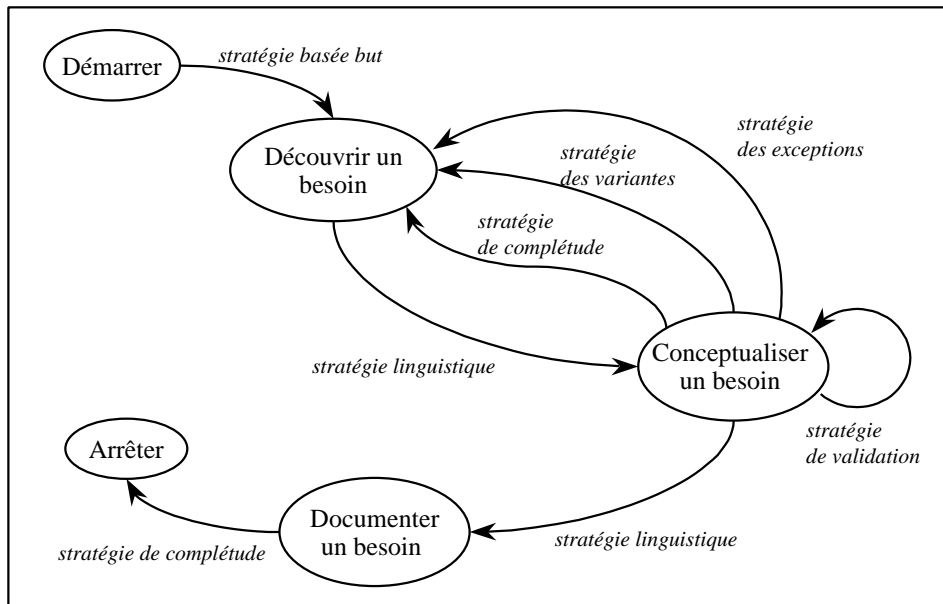 Démarrer
stratégie basée but
Découvrir un
besoin
stratégie
des exceptions
stratégie
des variantes
stratégie
de complétude
stratégie linguistique
Conceptualiser
un besoin
stratégie
de validation
Arrêter
Documenter
un besoin
stratégie de complétude
stratégie linguistique